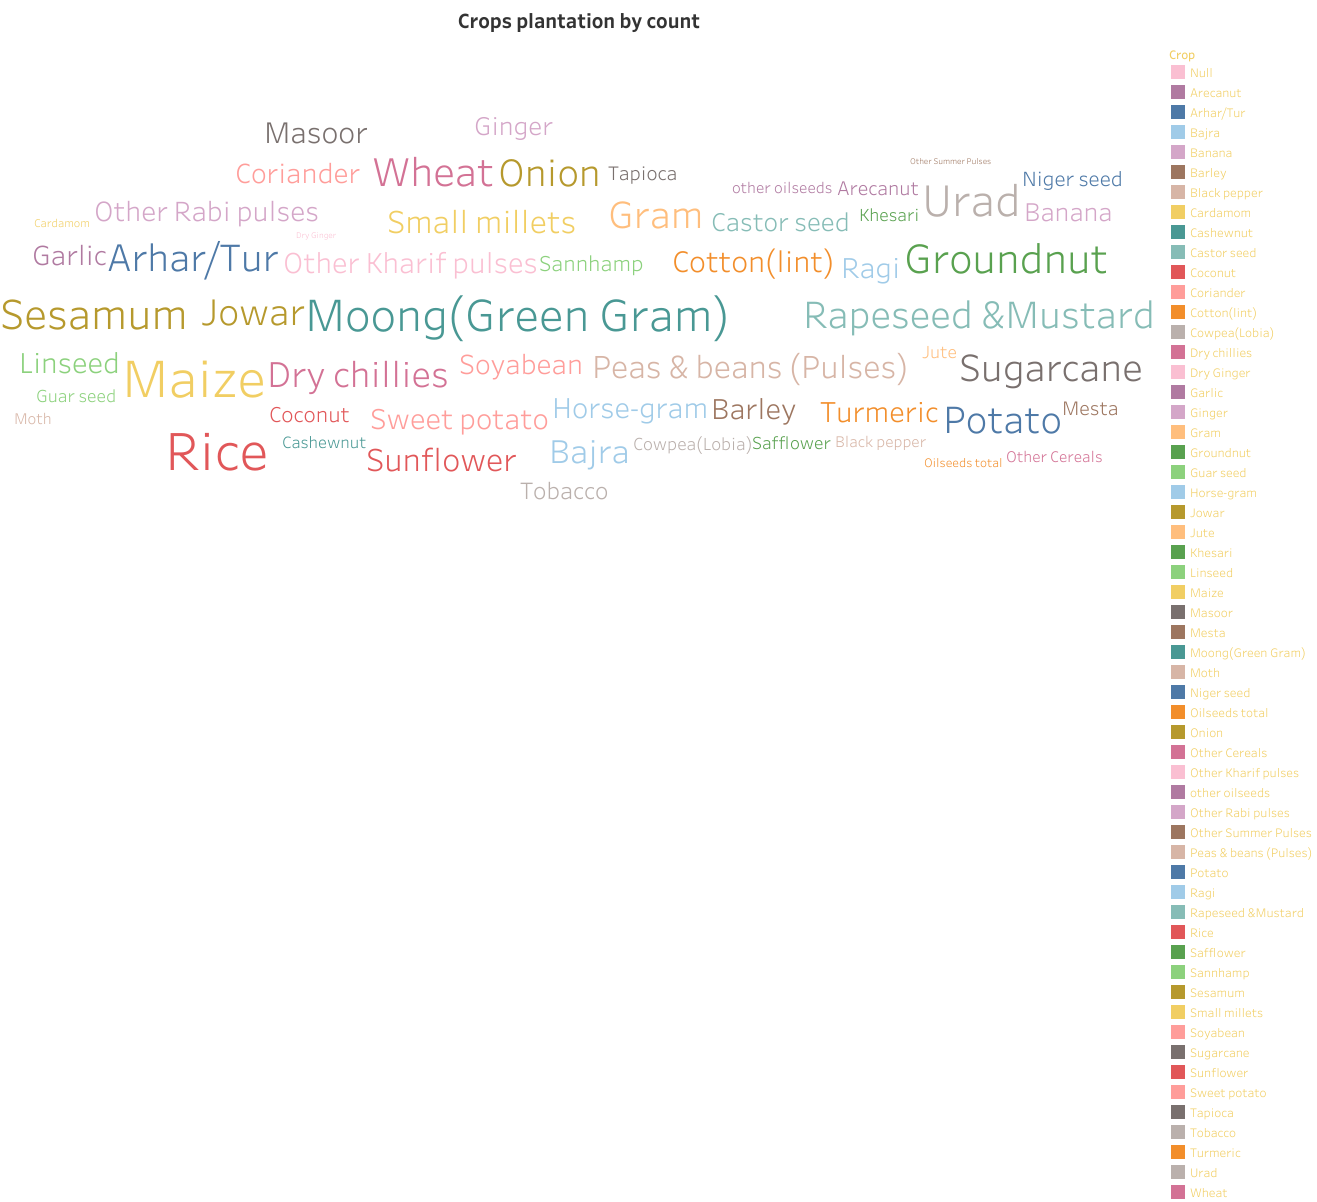 Crops plantation by count
Masoor
Ginger
Coriander
Wheat
Onion
Tapioca
Other Summer Pulses
other oilseeds
Arecanut
Urad
Niger seed
Cardamom
Other Rabi pulses
Small millets
Gram
Castor seed
Khesari
Banana
Dry Ginger
Garlic
Arhar/Tur
Other Kharif pulses
Sannhamp
Cotton(lint)
Ragi
Groundnut
Sesamum
Jowar
Moong(Green Gram)
Rapeseed &Mustard
Linseed
Maize
Dry chillies
Soyabean
Peas & beans (Pulses)
Jute
Sugarcane
Guar seed
Moth
Coconut
Sweet potato
Horse-gram
Barley
Turmeric
Potato
Mesta
Rice
Cashewnut
Sunflower
Bajra
Cowpea(Lobia)
Safflower
Black pepper
Oilseeds total
Other Cereals
Tobacco
Crop
Null
Arecanut
Arhar/Tur
Bajra
Banana
Barley
Black pepper
Cardamom
Cashewnut
Castor seed
Coconut
Coriander
Cotton(lint)
Cowpea(Lobia)
Dry chillies
Dry Ginger
Garlic
Ginger
Gram
Groundnut
Guar seed
Horse-gram
Jowar
Jute
Khesari
Linseed
Maize
Masoor
Mesta
Moong(Green Gram)
Moth
Niger seed
Oilseeds total
Onion
Other Cereals
Other Kharif pulses
other oilseeds
Other Rabi pulses
Other Summer Pulses
Peas & beans (Pulses)
Potato
Ragi
Rapeseed &Mustard
Rice
Safflower
Sannhamp
Sesamum
Small millets
Soyabean
Sugarcane
Sunflower
Sweet potato
Tapioca
Tobacco
Turmeric
Urad
Wheat